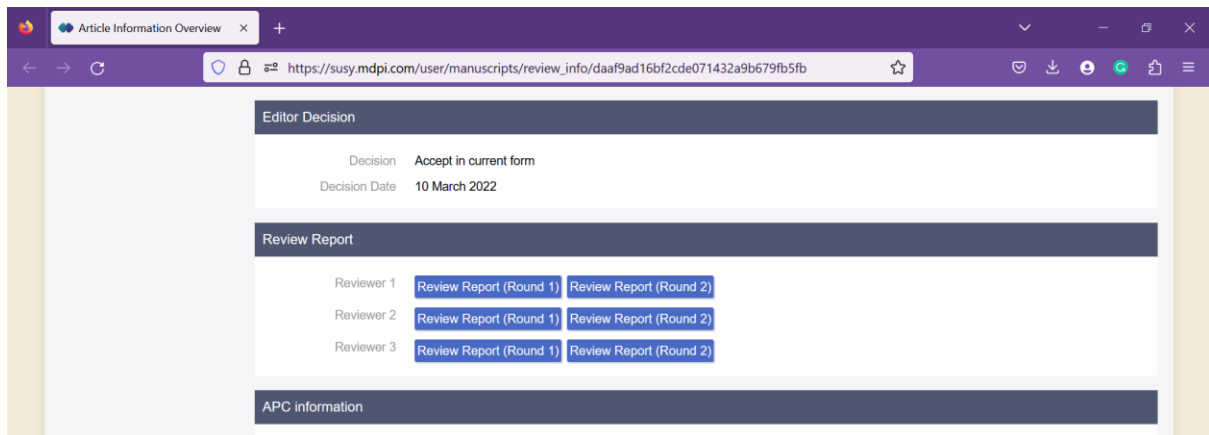 Article Information Overview
https://susy.mdpi.com/user/manuscripts/review_info/daaf9ad16bf2cde071432a9b679fb5fb
Editor Decision
Decision Accept in current form
Decision Date 10 March 2022
Review Report
Reviewer 1 Review Report (Round 1) Review Report (Round 2)
Reviewer 2 Review Report (Round 1) Review Report (Round 2)
Reviewer 3 Review Report (Round 1) Review Report (Round 2)
APC information